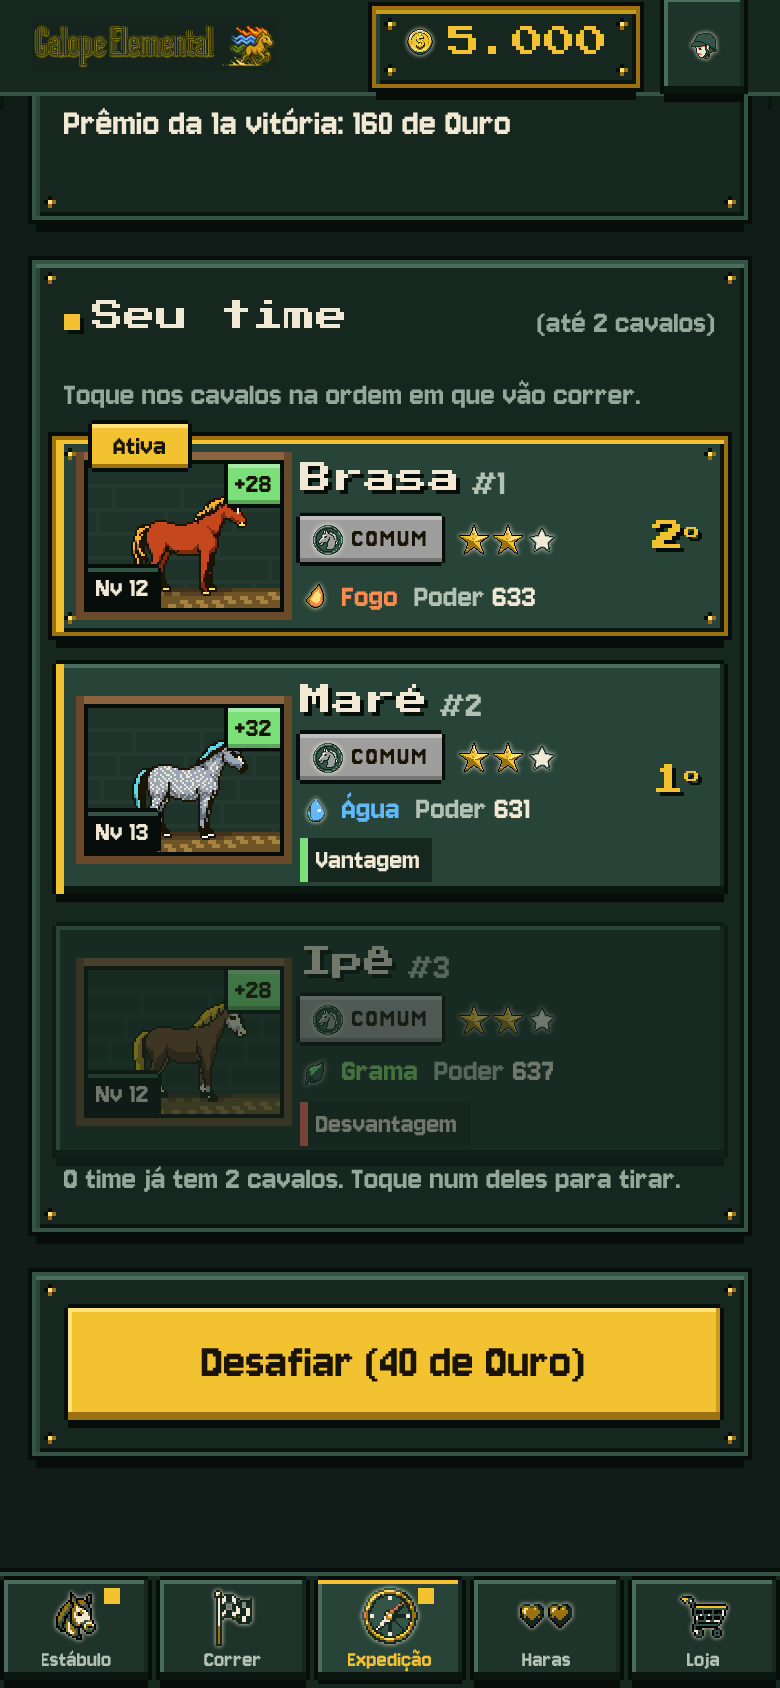 Galope Elemental
5.000
Prêmio da 1a vitória: 160 de Ouro
Seu time
(até 2 cavalos)
Toque nos cavalos na ordem em que vão correr.
Ativa
+28
Nv 12
Brasa #1
COMUM
Fogo Poder 633
2º
+32
Nv 13
Maré #2
COMUM
Água Poder 631
Vantagem
1º
+28
Nv 12
Ipê #3
COMUM
Grama Poder 637
Desvantagem
O time já tem 2 cavalos. Toque num deles para tirar.
Desafiar (40 de Ouro)
Estábulo
Correr
Expedição
Haras
Loja